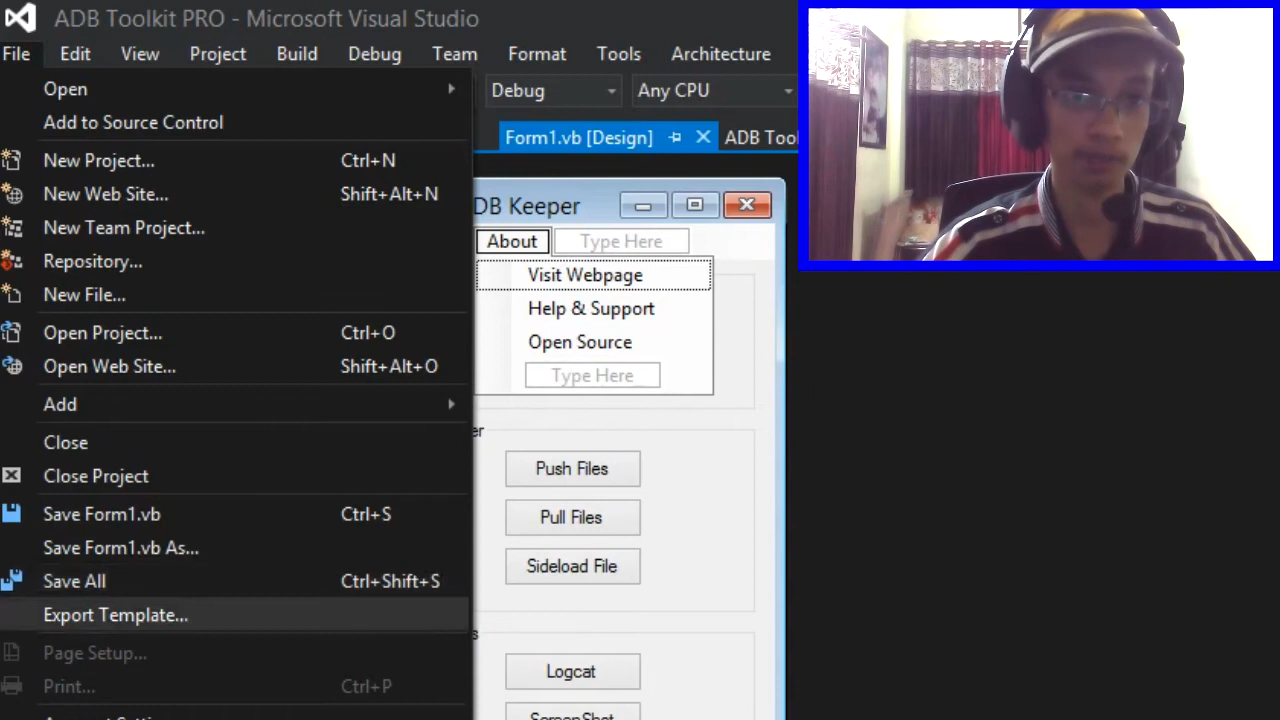 ADB Toolkit PRO - Microsoft Visual Studio
File Edit View Project Build Debug Team Format Tools Architecture
Debug Any CPU
Form1.vb [Design] ADB Tool
Open
Add to Source Control
New Project... Ctrl+N
New Web Site... Shift+Alt+N
New Team Project...
Repository...
New File...
Open Project... Ctrl+O
Open Web Site... Shift+Alt+O
Add
Close
Close Project
Save Form1.vb Ctrl+S
Save Form1.vb As...
Save All Ctrl+Shift+S
Export Template...
Page Setup...
Print... Ctrl+P
DB Keeper
About Type Here
Visit Webpage
Help & Support
Open Source
Type Here
er
Push Files
Pull Files
Sideload File
s
Logcat
ScreenShot